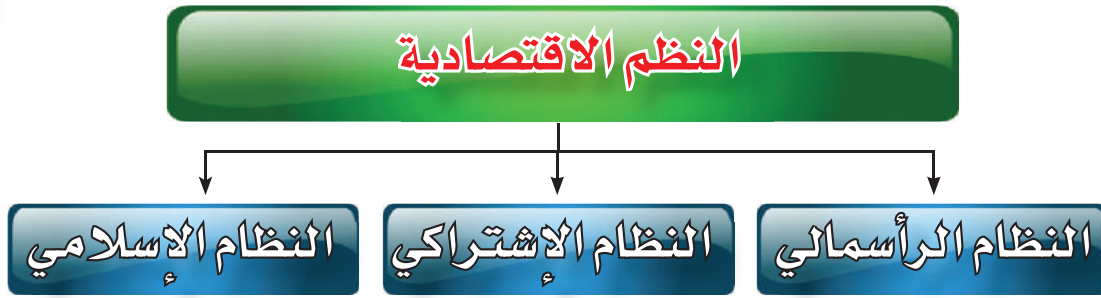 النظم الاقتصادية
النظام الرأسمالي
النظام الإشتراكي
النظام الإسلامي